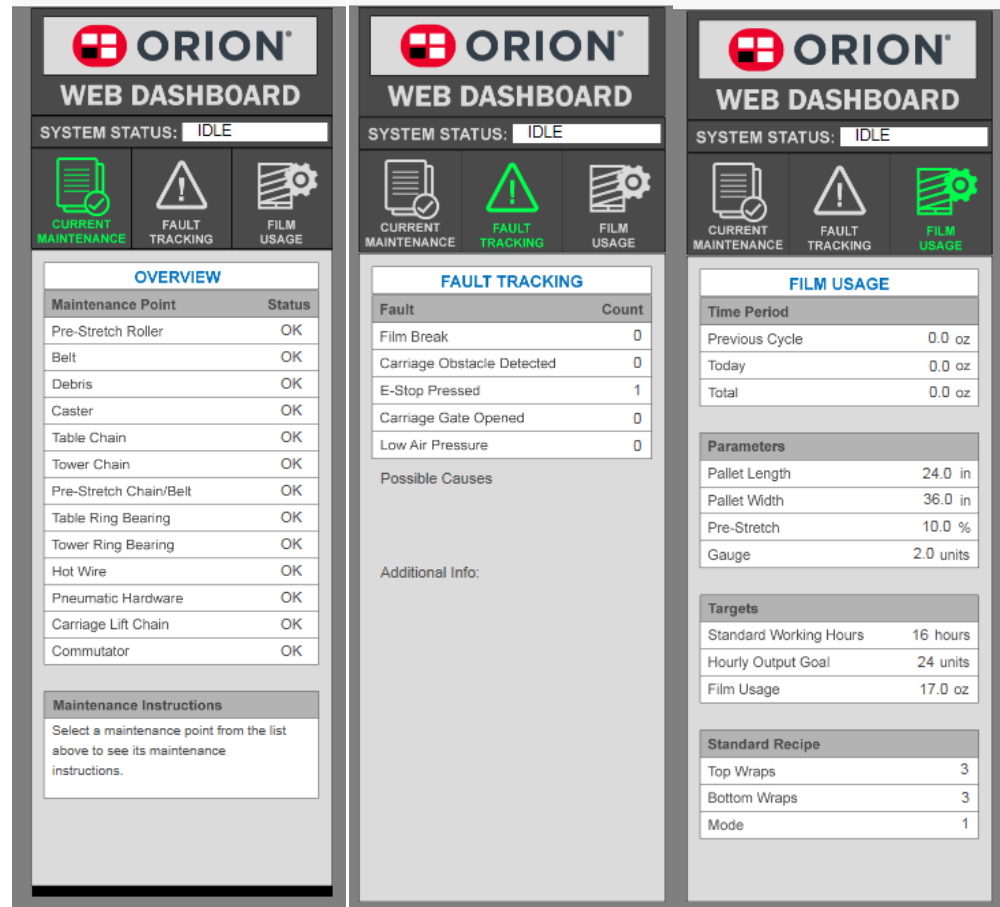 ORION
WEB DASHBOARD
SYSTEM STATUS: IDLE
CURRENT MAINTENANCE
FAULT TRACKING
FILM USAGE
OVERVIEW
Maintenance Point Status
Pre-Stretch Roller OK
Belt OK
Debris OK
Caster OK
Table Chain OK
Tower Chain OK
Pre-Stretch Chain/Belt OK
Table Ring Bearing OK
Tower Ring Bearing OK
Hot Wire OK
Pneumatic Hardware OK
Carriage Lift Chain OK
Commutator OK
Maintenance Instructions
Select a maintenance point from the list
above to see its maintenance
instructions.
ORION
WEB DASHBOARD
SYSTEM STATUS: IDLE
CURRENT MAINTENANCE
FAULT TRACKING
FILM USAGE
FAULT TRACKING
Fault Count
Film Break 0
Carriage Obstacle Detected 0
E-Stop Pressed 1
Carriage Gate Opened 0
Low Air Pressure 0
Possible Causes
Additional Info:
ORION
WEB DASHBOARD
SYSTEM STATUS: IDLE
CURRENT MAINTENANCE
FAULT TRACKING
FILM USAGE
FILM USAGE
Time Period
Previous Cycle 0.0 oz
Today 0.0 oz
Total 0.0 oz
Parameters
Pallet Length 24.0 in
Pallet Width 36.0 in
Pre-Stretch 10.0 %
Gauge 2.0 units
Targets
Standard Working Hours 16 hours
Hourly Output Goal 24 units
Film Usage 17.0 oz
Standard Recipe
Top Wraps 3
Bottom Wraps 3
Mode 1